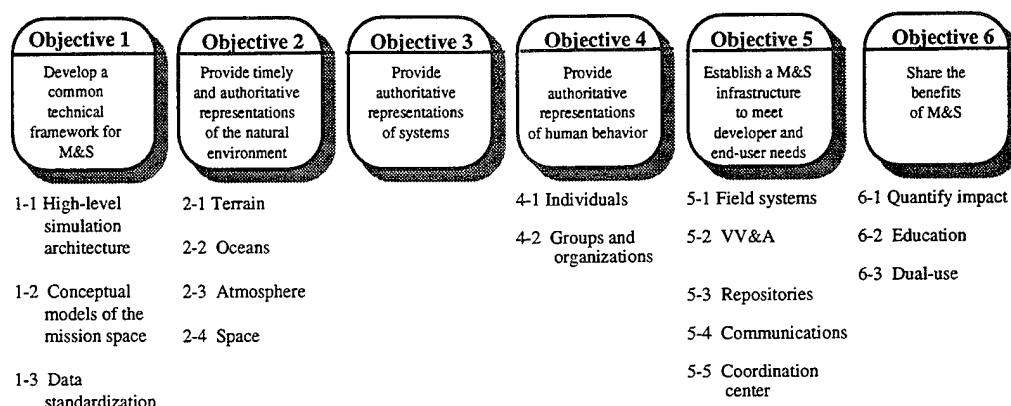 Objective 1
Develop a
common
technical
framework for
M&S
1-1 High-level
simulation
architecture
1-2 Conceptual
models of the
mission space
1-3 Data
standardization
Objective 2
Provide timely
and authoritative
representations
of the natural
environment
2-1 Terrain
2-2 Oceans
2-3 Atmosphere
2-4 Space
Objective 3
Provide
authoritative
representations
of systems
Objective 4
Provide
authoritative
representations
of human behavior
4-1 Individuals
4-2 Groups and
organizations
Objective 5
Establish a M&S
infrastructure
to meet
developer and
end-user needs
5-1 Field systems
5-2 VV&A
5-3 Repositories
5-4 Communications
5-5 Coordination
center
Objective 6
Share the
benefits
of M&S
6-1 Quantify impact
6-2 Education
6-3 Dual-use